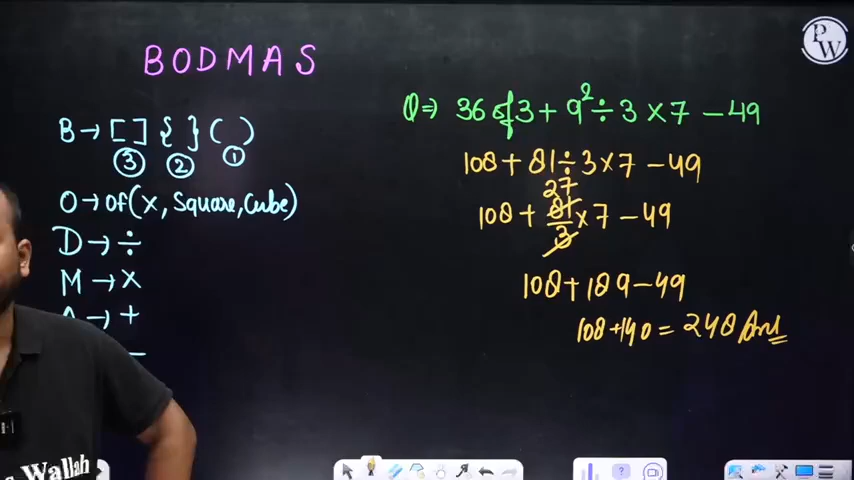 BODMAS
B → [ ] { } ( )
③ ② ①
O → of (x, Square, Cube)
D → ÷
M → ×
A → +
–
PW
Q ⇒ 36 of 3 + 9² ÷ 3 × 7 – 49
108 + 81 ÷ 3 × 7 – 49
27
108 + 81/3 × 7 – 49
108 + 189 – 49
108 + 140 = 248 Ans
Wallah